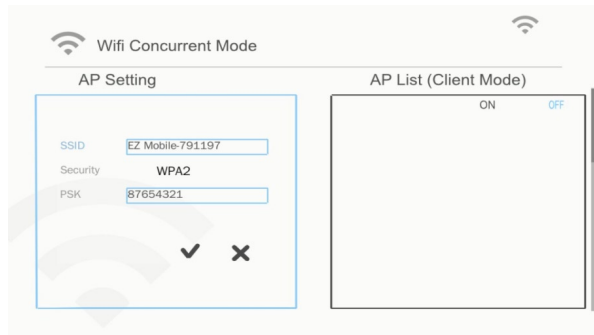 Wifi Concurrent Mode
AP Setting
SSID EZ Mobile-791197
Security WPA2
PSK 87654321
AP List (Client Mode)
ON OFF